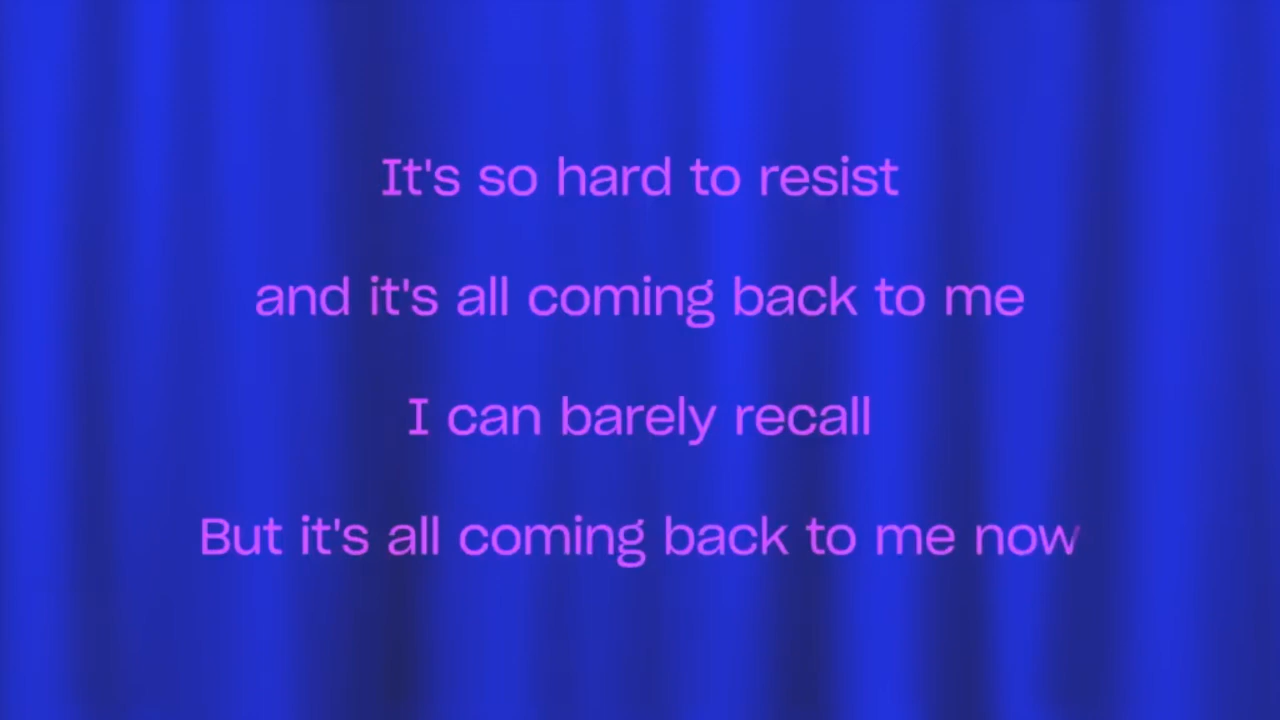 It's so hard to resist
and it's all coming back to me
I can barely recall
But it's all coming back to me now